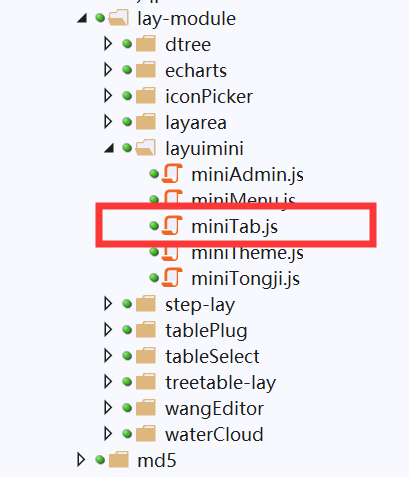 lay-module
dtree
echarts
iconPicker
layarea
layuimini
miniAdmin.js
miniMenu.js
miniTab.js
miniTheme.js
miniTongji.js
step-lay
tablePlug
tableSelect
treetable-lay
wangEditor
waterCloud
md5